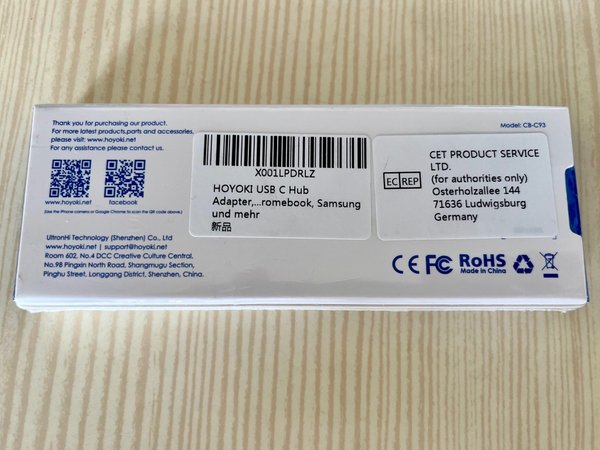 Thank you for purchasing our product.
For more latest products,parts and accessories,
please visit: www.hoyoki.net
For any assistance please contact us.
Model: CB-C93
www.hoyoki.net
facebook
(Use the iPhone camera or Google Chrome to scan the QR code above.)
UltronHi Technology (Shenzhen) Co., Ltd
www.hoyoki.net | support@hoyoki.net
Room 602, No.4 DCC Creative Culture Central,
No.98 Pingxin North Road, Shangmugu Section,
Pinghu Street, Longgang District, Shenzhen, China.
X001LPDRLZ
HOYOKI USB C Hub
Adapter,...romebook, Samsung
und mehr
新品
EC REP
CET PRODUCT SERVICE
LTD.
(for authorities only)
Osterholzallee 144
71636 Ludwigsburg
Germany
CE FC RoHS
Made in China